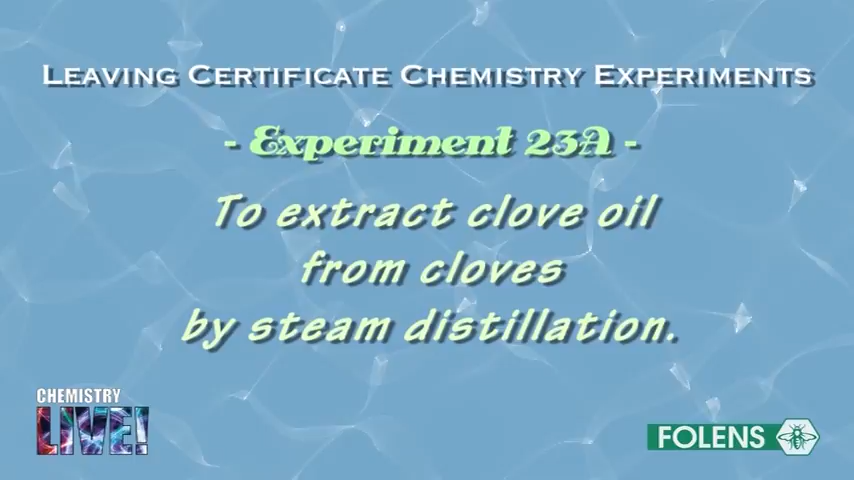 LEAVING CERTIFICATE CHEMISTRY EXPERIMENTS
- Experiment 23A -
To extract clove oil
from cloves
by steam distillation.
CHEMISTRY
LIVE!
FOLENS